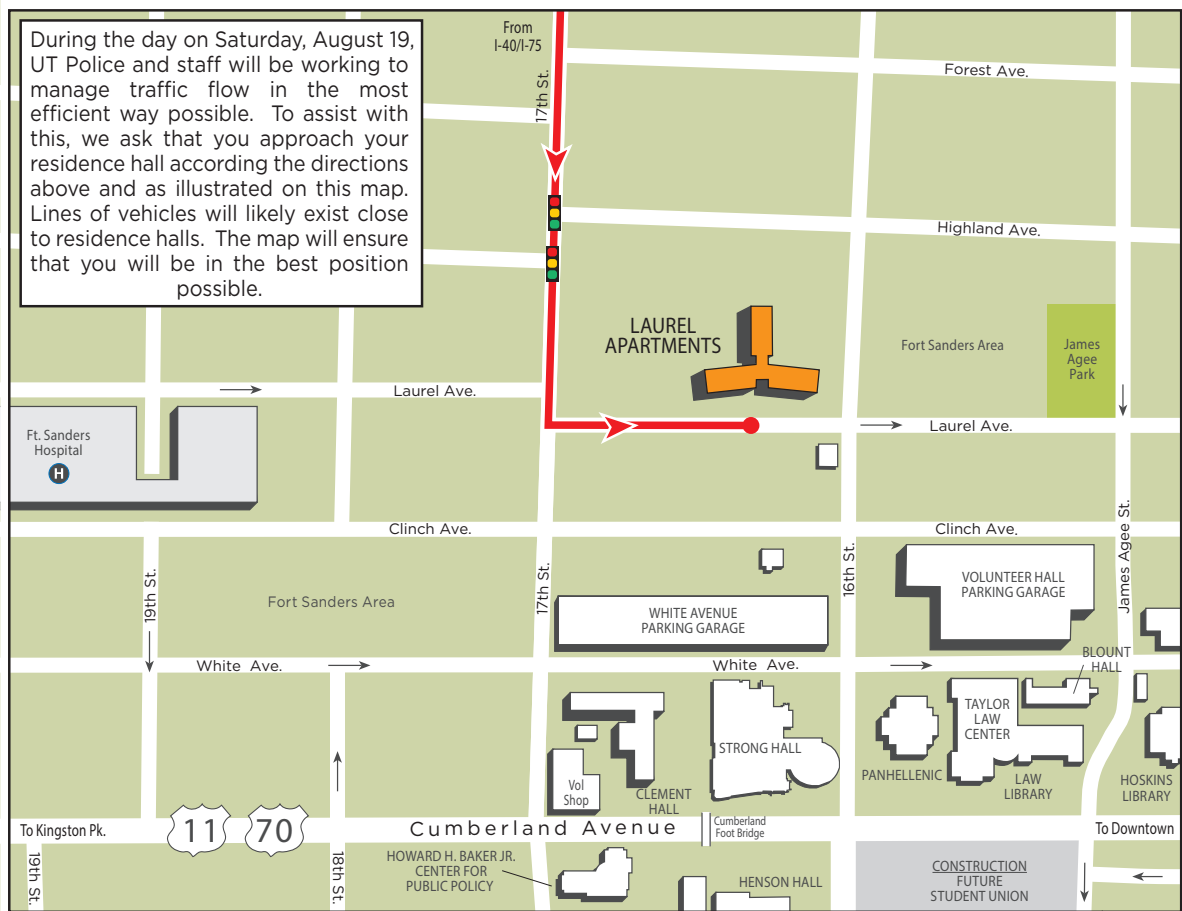 During the day on Saturday, August 19,
UT Police and staff will be working to
manage traffic flow in the most
efficient way possible. To assist with
this, we ask that you approach your
residence hall according the directions
above and as illustrated on this map.
Lines of vehicles will likely exist close
to residence halls. The map will ensure
that you will be in the best position
possible.
From
I-40/I-75
17th St.
Forest Ave.
Highland Ave.
LAUREL
APARTMENTS
Fort Sanders Area
James
Agee
Park
Laurel Ave.
Laurel Ave.
Ft. Sanders
Hospital
H
Clinch Ave.
Clinch Ave.
19th St.
Fort Sanders Area
17th St.
16th St.
James Agee St.
WHITE AVENUE
PARKING GARAGE
VOLUNTEER HALL
PARKING GARAGE
White Ave.
White Ave.
BLOUNT
HALL
TAYLOR
LAW
CENTER
STRONG HALL
PANHELLENIC
LAW
LIBRARY
HOSKINS
LIBRARY
Vol
Shop
CLEMENT
HALL
To Kingston Pk.
11
70
Cumberland Avenue
Cumberland
Foot Bridge
To Downtown
19th St.
18th St.
HOWARD H. BAKER JR.
CENTER FOR
PUBLIC POLICY
HENSON HALL
CONSTRUCTION
FUTURE
STUDENT UNION